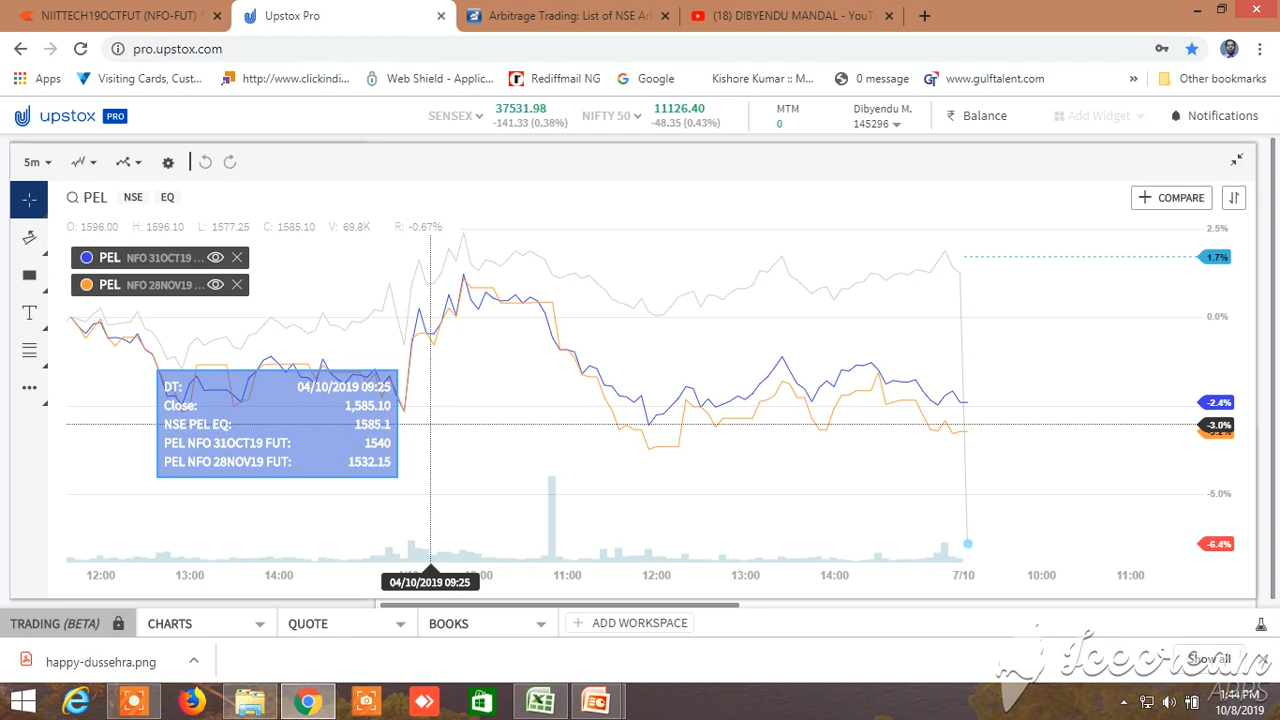 NIITTECH19OCTFUT (NFO-FUT) T
Upstox Pro
Arbitrage Trading: List of NSE Ar
(18) DIBYENDU MANDAL - YouTu
pro.upstox.com
Apps
Visiting Cards, Cust...
http://www.clickindi...
Web Shield - Applic...
Rediffmail NG
Google
Kishore Kumar :: M...
0 message
www.gulftalent.com
»
Other bookmarks
upstox PRO
SENSEX
37531.98
-141.33 (0.38%)
NIFTY 50
11126.40
-48.35 (0.43%)
MTM
0
Dibyendu M.
145296
₹ Balance
Add Widget
Notifications
5m
PEL NSE EQ
+ COMPARE
O: 1596.00 H: 1596.10 L: 1577.25 C: 1585.10 V: 69.8K R: -0.67%
PEL NFO 31OCT19 ...
PEL NFO 28NOV19 ...
T
2.5%
1.7%
0.0%
-2.4%
-3.0%
-5.0%
-6.4%
DT: 04/10/2019 09:25
Close: 1,585.10
NSE PEL EQ: 1585.1
PEL NFO 31OCT19 FUT: 1540
PEL NFO 28NOV19 FUT: 1532.15
12:00 13:00 14:00 11:00 12:00 13:00 14:00 7/10 10:00 11:00
04/10/2019 09:25
TRADING (BETA)
CHARTS
QUOTE
BOOKS
+ ADD WORKSPACE
happy-dussehra.png
Show all
Icecream
APPS
1:44 PM
10/8/2019